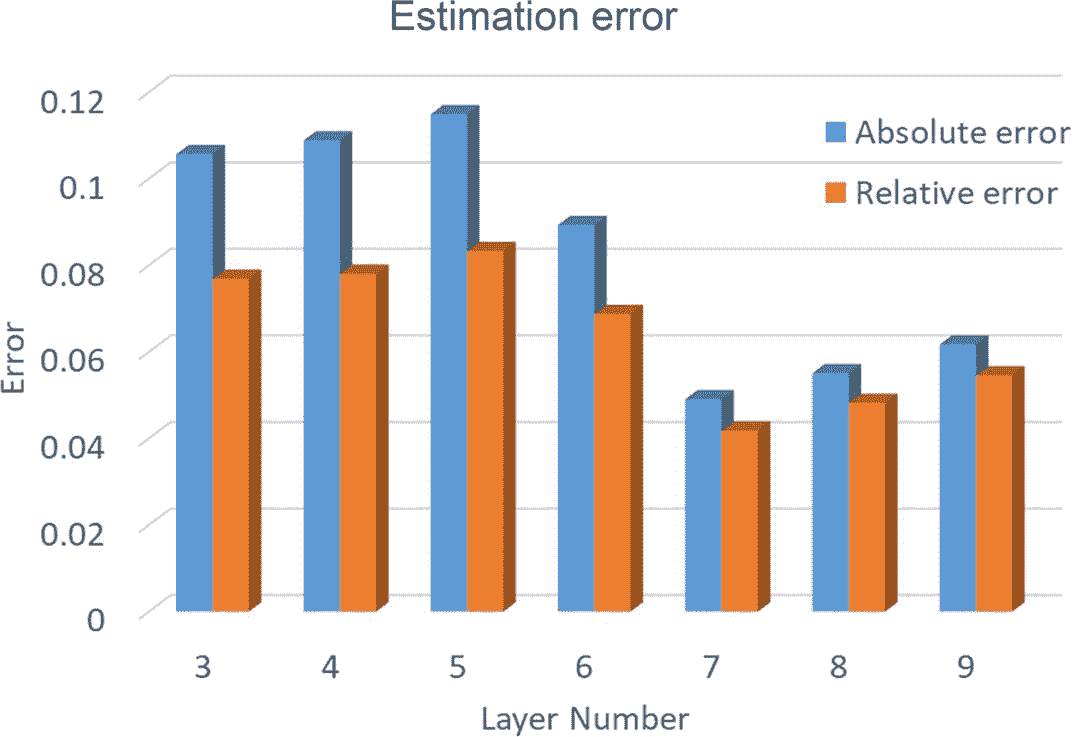 Estimation error
0.12
0.1
0.08
0.06
0.04
0.02
0
Error
Absolute error
Relative error
3 4 5 6 7 8 9
Layer Number